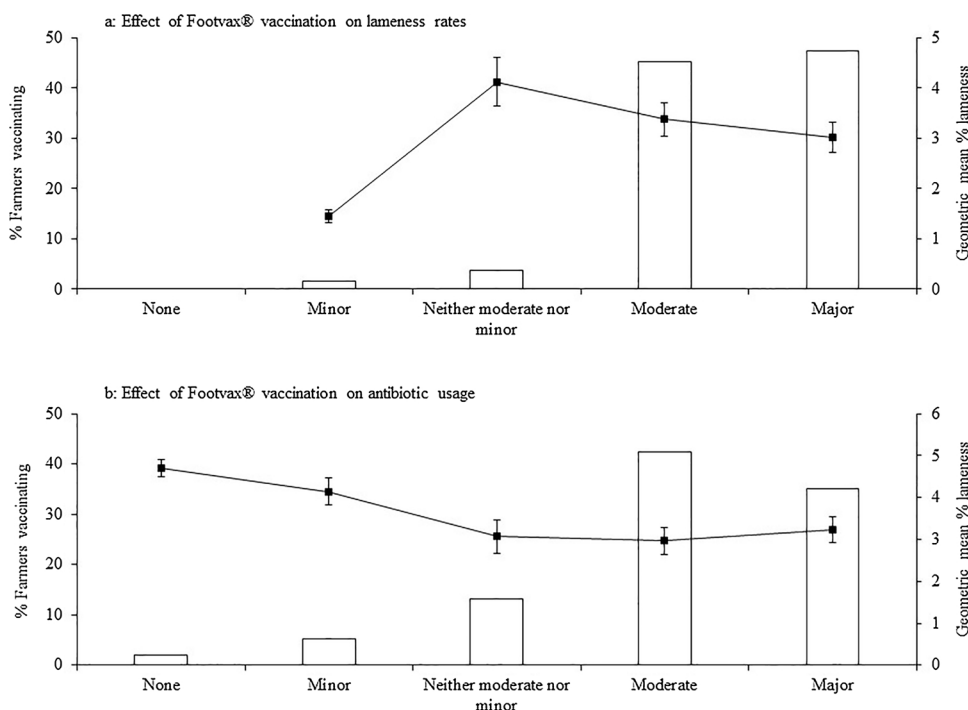 a: Effect of Footvax® vaccination on lameness rates
% Farmers vaccinating
50
40
30
20
10
0
5
4
3
2
1
0
Geometric mean % lameness
None
Minor
Neither moderate nor
minor
Moderate
Major
b: Effect of Footvax® vaccination on antibiotic usage
% Farmers vaccinating
50
40
30
20
10
0
6
5
4
3
2
1
0
Geometric mean % lameness
None
Minor
Neither moderate nor
minor
Moderate
Major